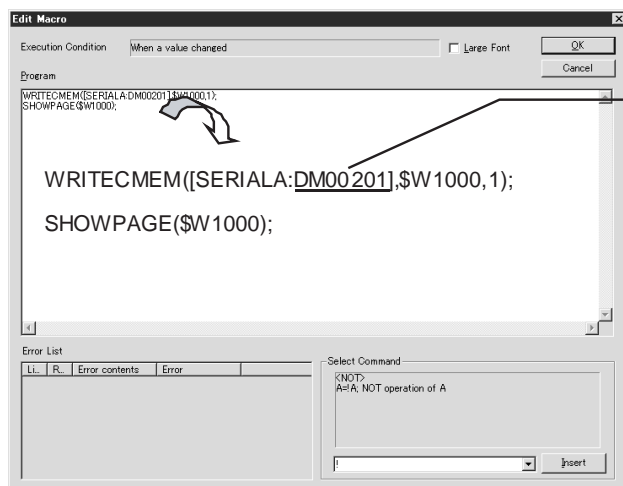 Edit Macro
Execution Condition When a value changed Large Font OK
Cancel
Program
WRITECMEM([SERIALA:DM00201],$W1000,1);
SHOWPAGE($W1000);
WRITECMEM([SERIALA:DM00201],$W1000,1);
SHOWPAGE($W1000);
Error List
Li.. R.. Error contents Error
Select Command
<NOT>
A=!A; NOT operation of A
! Insert